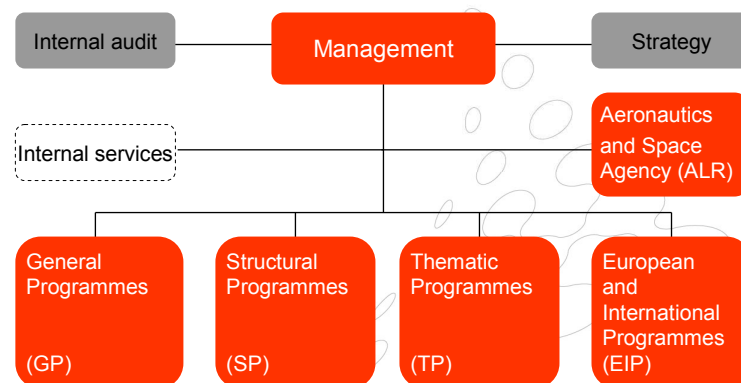 Internal audit
Management
Strategy
Internal services
Aeronautics
and Space
Agency (ALR)
General
Programmes
(GP)
Structural
Programmes
(SP)
Thematic
Programmes
(TP)
European
and
International
Programmes
(EIP)